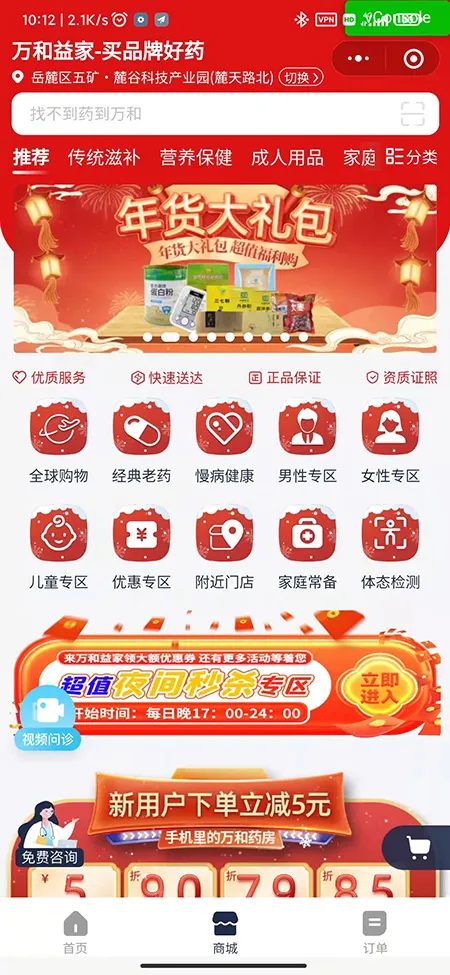 10:12 | 2.1K/s
VPN HD vConsole
万和益家-买品牌好药
岳麓区五矿·麓谷科技产业园(麓天路北) 切换
找不到药到万和
推荐 传统滋补 营养保健 成人用品 家庭 分类
年货大礼包
年货大礼包 超值福利购
蛋白粉
优质服务 快速送达 正品保证 资质证照
全球购物 经典老药 慢病健康 男性专区 女性专区
儿童专区 优惠专区 附近门店 家庭常备 体态检测
来万和益家领大额优惠券 还有更多活动等着您
超值夜间秒杀专区
立即进入
开始时间：每日晚17：00-24：00
视频问诊
新用户下单立减5元
手机里的万和药房
免费咨询
¥5 折90 折79 折85
首页 商城 订单